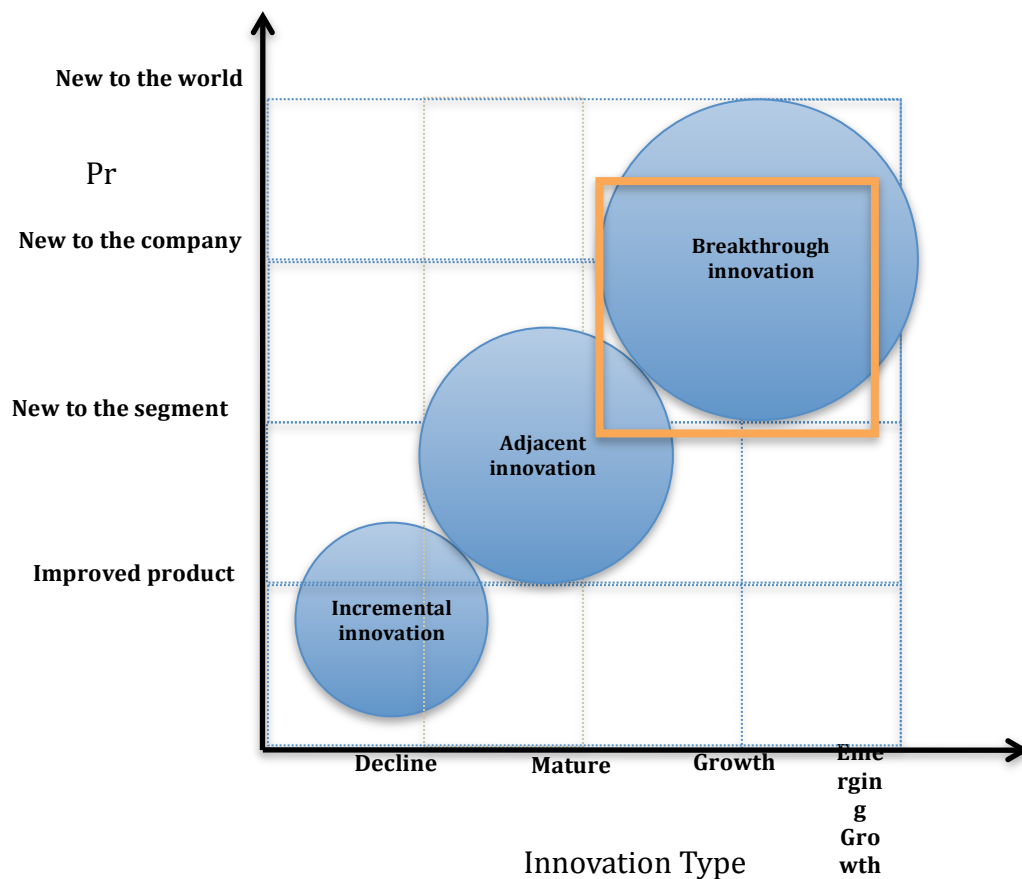 New to the world
Pr
New to the company
Breakthrough
innovation
New to the segment
Adjacent
innovation
Improved product
Incremental
innovation
Decline
Mature
Growth
Eme
rgin
g
Gro
wth
Innovation Type